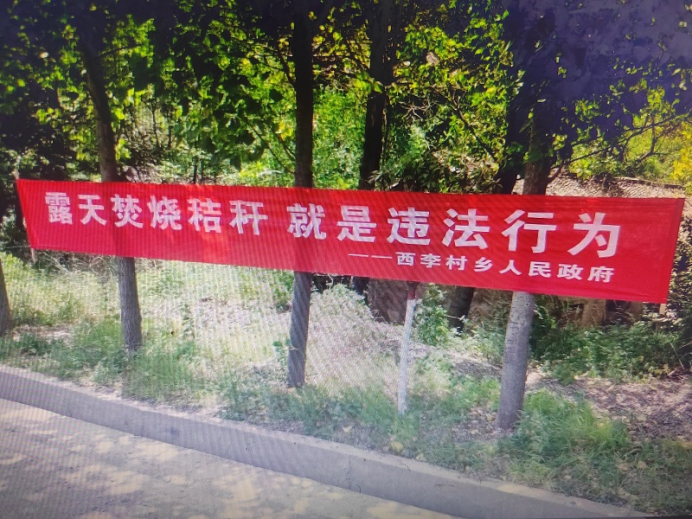 露天焚烧秸秆 就是违法行为
——西李村乡人民政府